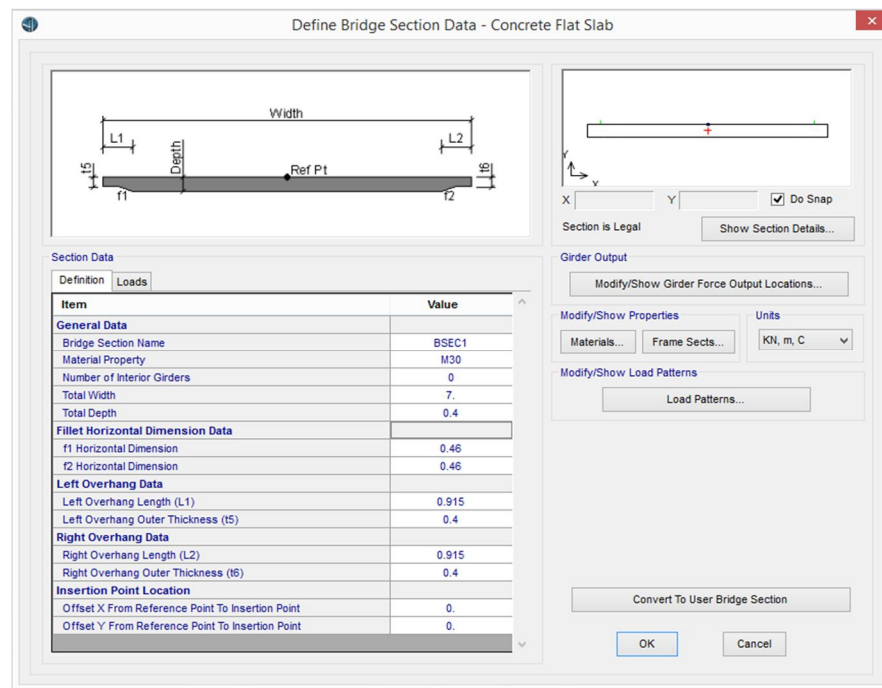 Define Bridge Section Data - Concrete Flat Slab
Width
L1
L2
Depth
t5
t6
Ref Pt
f1
f2
Y
X
X
Y
Do Snap
Section is Legal
Show Section Details...
Section Data
Definition
Loads
Item Value
General Data
Bridge Section Name BSEC1
Material Property M30
Number of Interior Girders 0
Total Width 7.
Total Depth 0.4
Fillet Horizontal Dimension Data
f1 Horizontal Dimension 0.46
f2 Horizontal Dimension 0.46
Left Overhang Data
Left Overhang Length (L1) 0.915
Left Overhang Outer Thickness (t5) 0.4
Right Overhang Data
Right Overhang Length (L2) 0.915
Right Overhang Outer Thickness (t6) 0.4
Insertion Point Location
Offset X From Reference Point To Insertion Point 0.
Offset Y From Reference Point To Insertion Point 0.
Girder Output
Modify/Show Girder Force Output Locations...
Modify/Show Properties
Materials...
Frame Sects...
Units
KN, m, C
Modify/Show Load Patterns
Load Patterns...
Convert To User Bridge Section
OK
Cancel